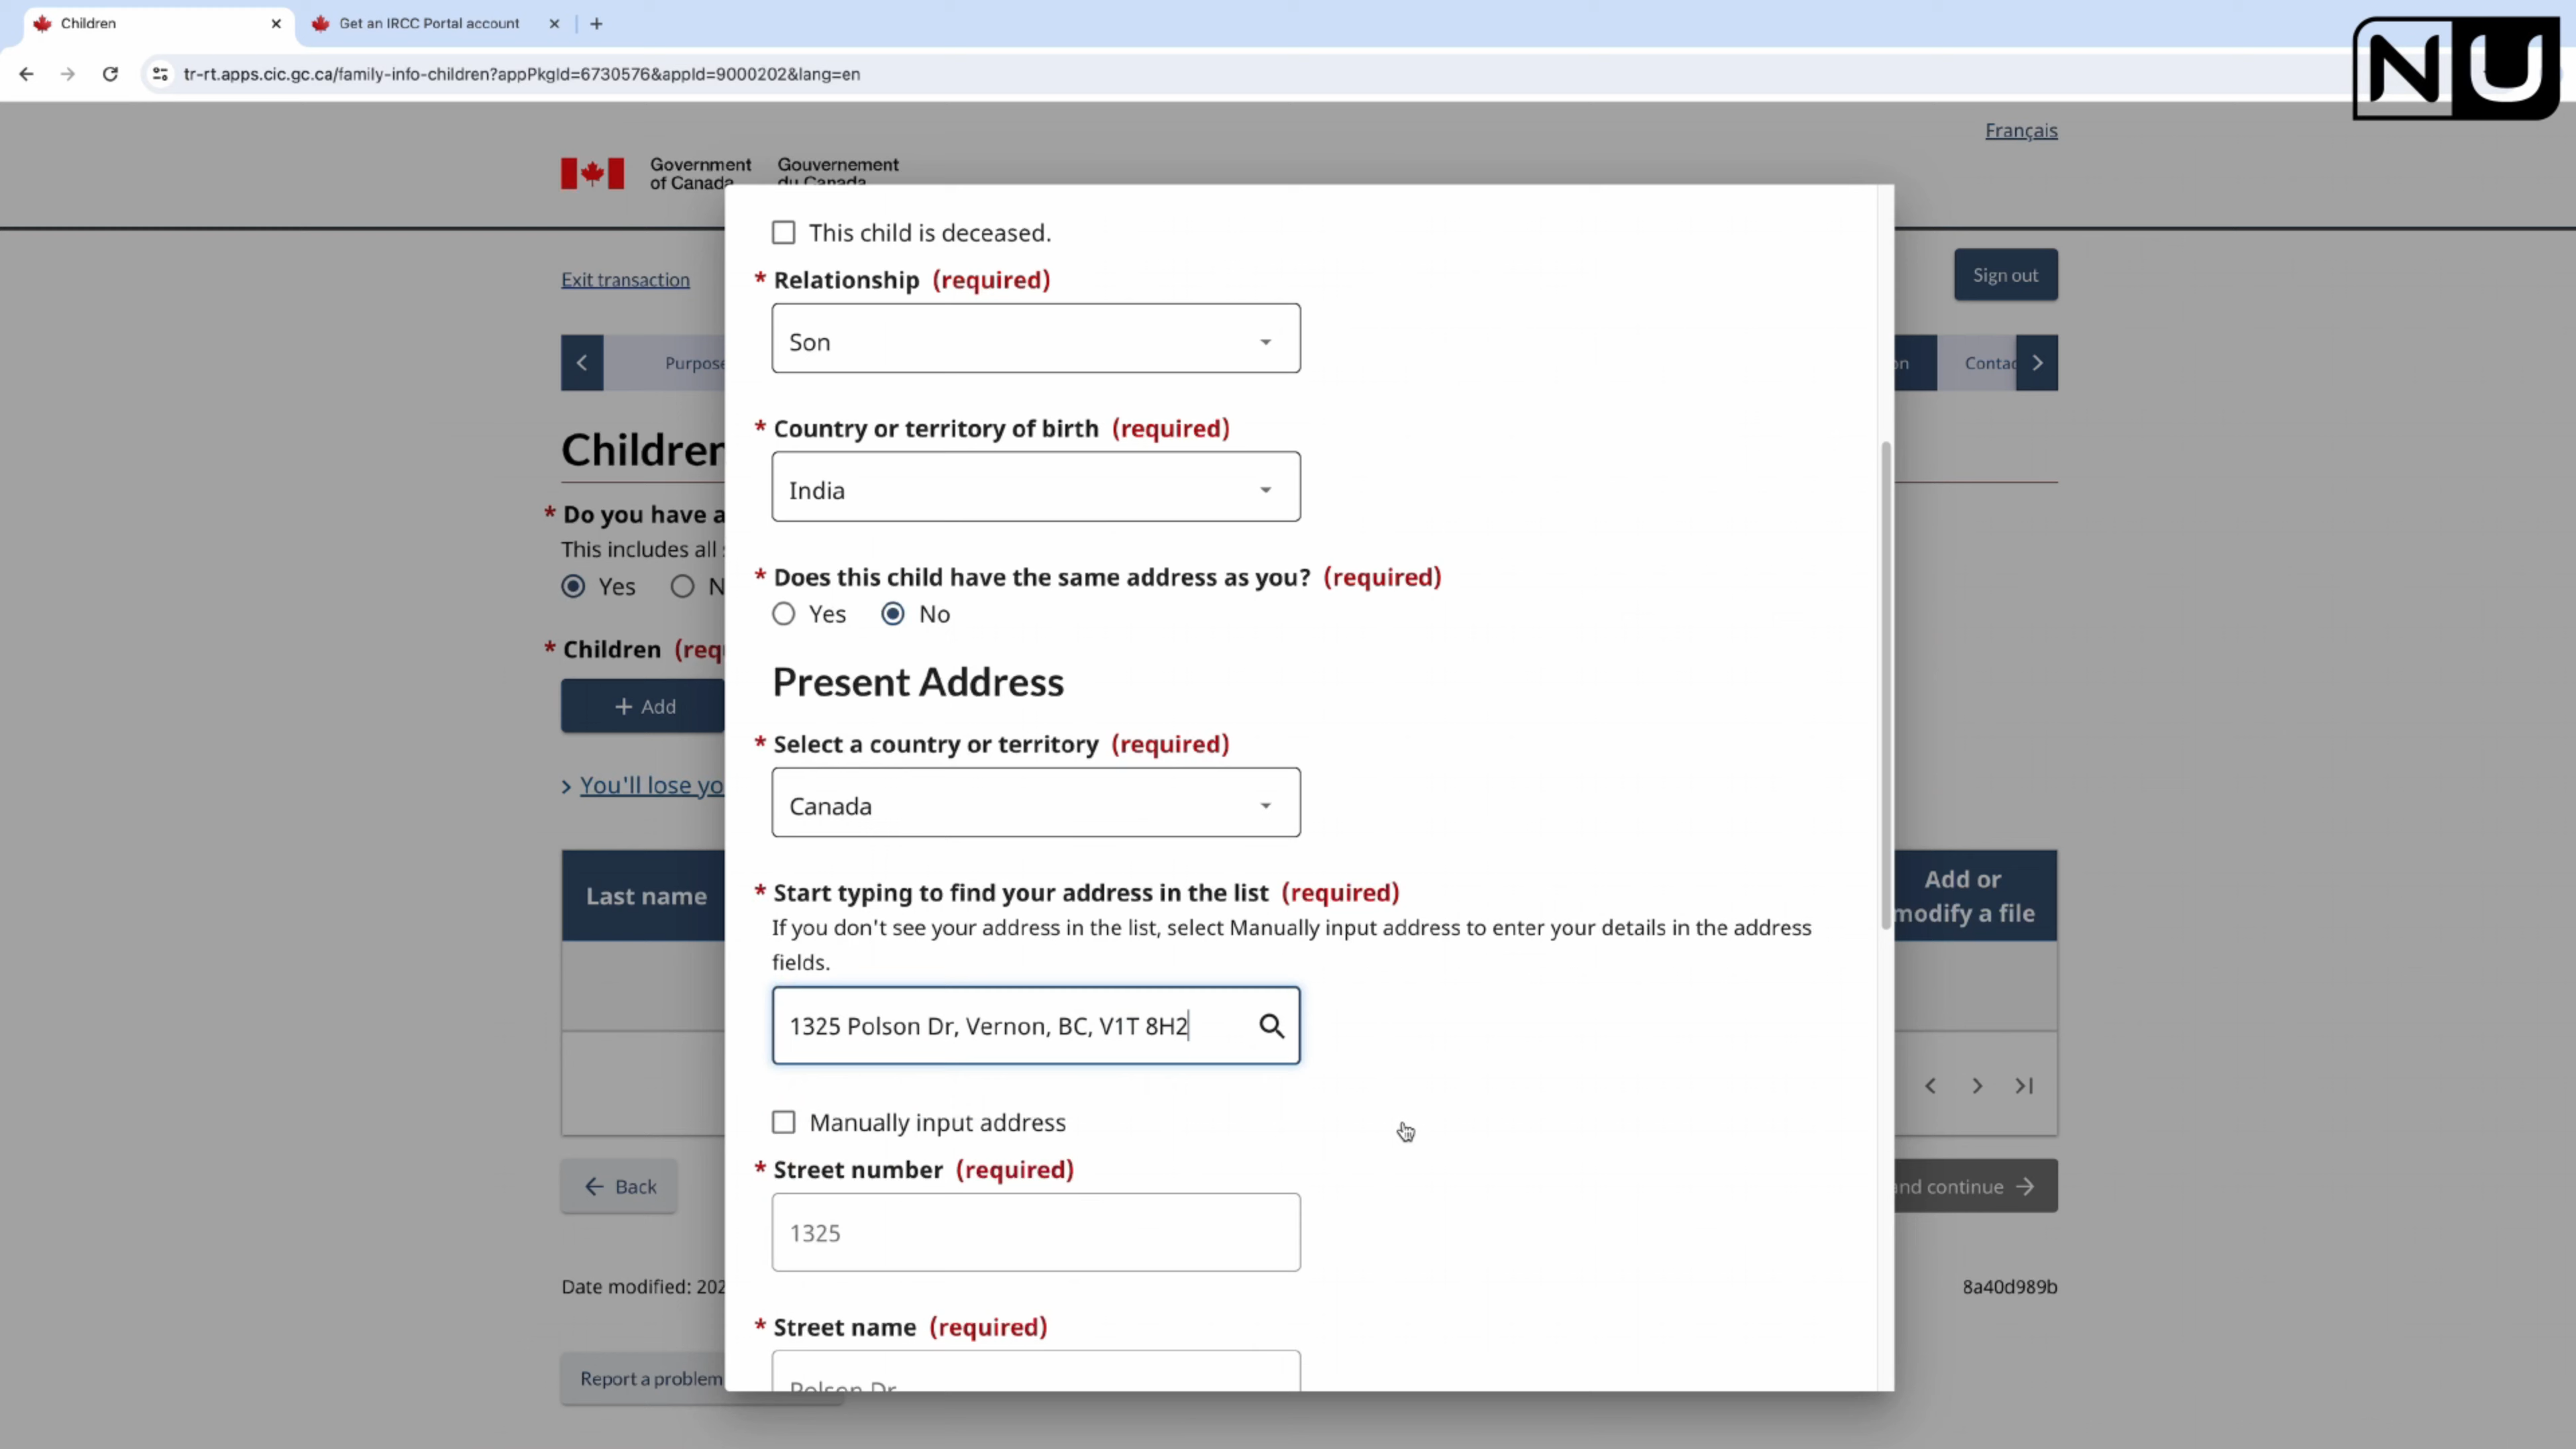 Children
Get an IRCC Portal account
tr-rt.apps.cic.gc.ca/family-info-children?appPkgId=6730576&appId=9000202&lang=en
NU
Français
Government
of Canada
Gouvernement
du Canada
Exit transaction
Sign out
Purpose
Contac
Children
* Do you have a
This includes all
Yes
N
* Children (req
+ Add
You'll lose yo
Last name
Add or
modify a file
Back
and continue
Date modified: 202
8a40d989b
Report a problem
This child is deceased.
* Relationship (required)
Son
* Country or territory of birth (required)
India
* Does this child have the same address as you? (required)
Yes
No
Present Address
* Select a country or territory (required)
Canada
* Start typing to find your address in the list (required)
If you don't see your address in the list, select Manually input address to enter your details in the address
fields.
1325 Polson Dr, Vernon, BC, V1T 8H2
Manually input address
* Street number (required)
1325
* Street name (required)
Polson Dr